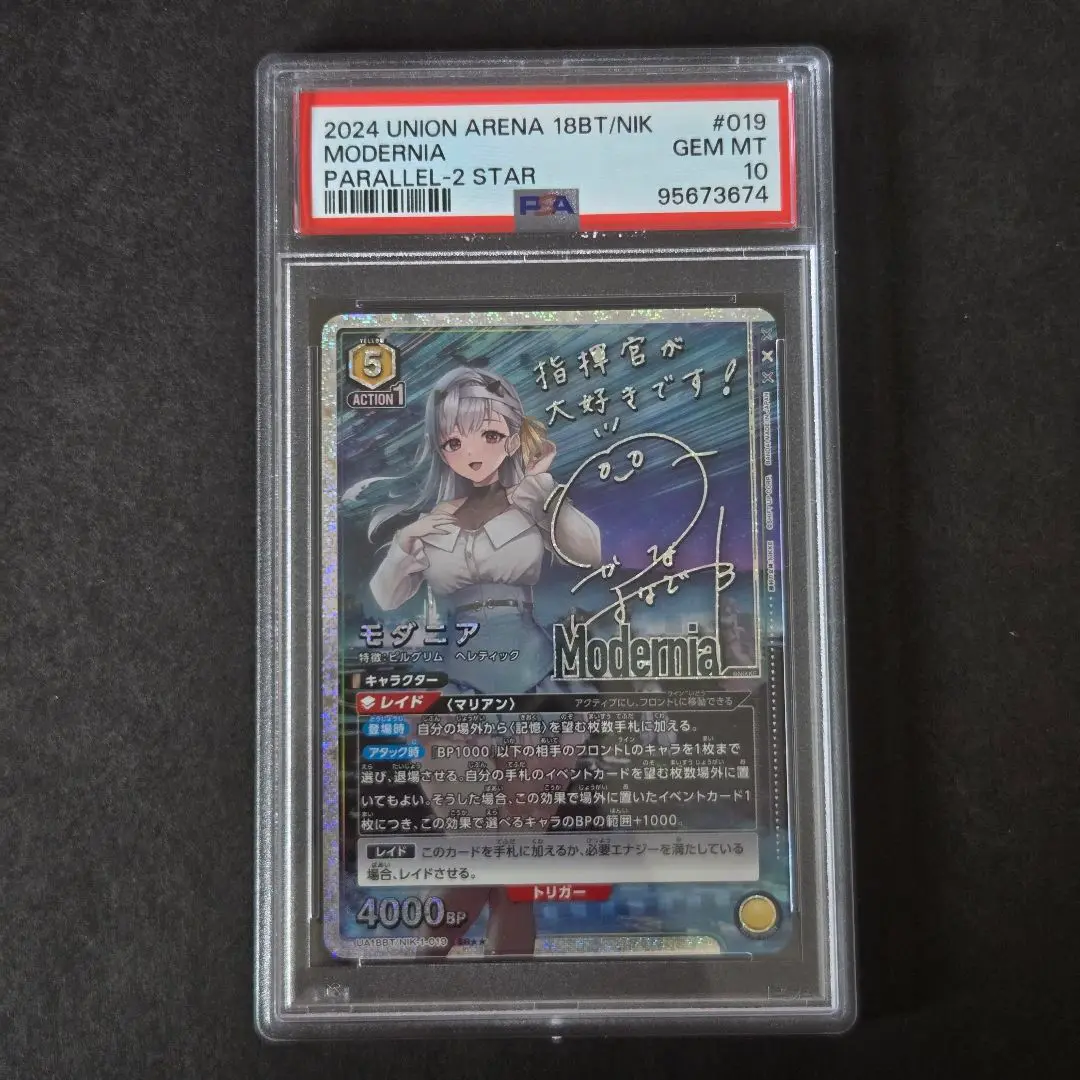 2024 UNION ARENA 18BT/NIK #019
MODERNIA GEM MT
PARALLEL-2 STAR 10
95673674
PSA
YELLOW
5
ACTION 1
指揮官が
大好きです!
Modernia
モダニア
特徴:ピルグリム ヘレティック
キャラクター
レイド 〈マリアン〉 アクティブにし、フロントLに移動できる
登場時 自分の場外から〈記憶〉を望む枚数手札に加える。
アタック時 『BP1000』以下の相手のフロントLのキャラを1枚まで
選び、退場させる。自分の手札のイベントカードを望む枚数場外に置
いてもよい。そうした場合、この効果で場外に置いたイベントカード1
枚につき、この効果で選べるキャラのBPの範囲+1000。
レイド このカードを手札に加えるか、必要エナジーを満たしている
場合、レイドさせる。
トリガー
4000BP
UA18BT/NIK-1-019 SR★★